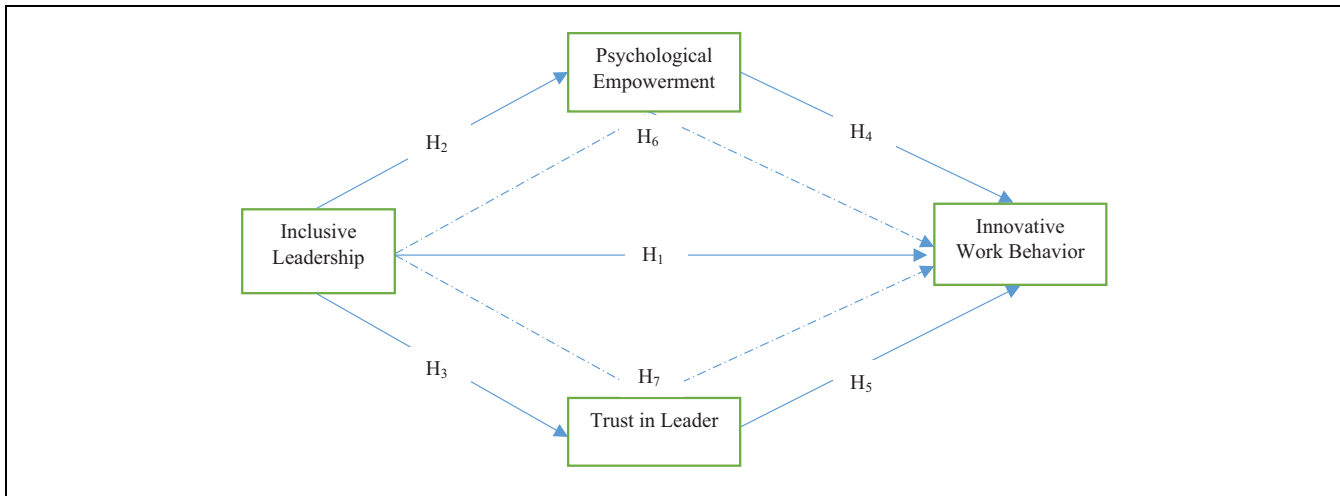 Psychological
Empowerment
H₂
H₆
H₄
Inclusive
Leadership
H₁
Innovative
Work Behavior
H₃
H₇
H₅
Trust in Leader